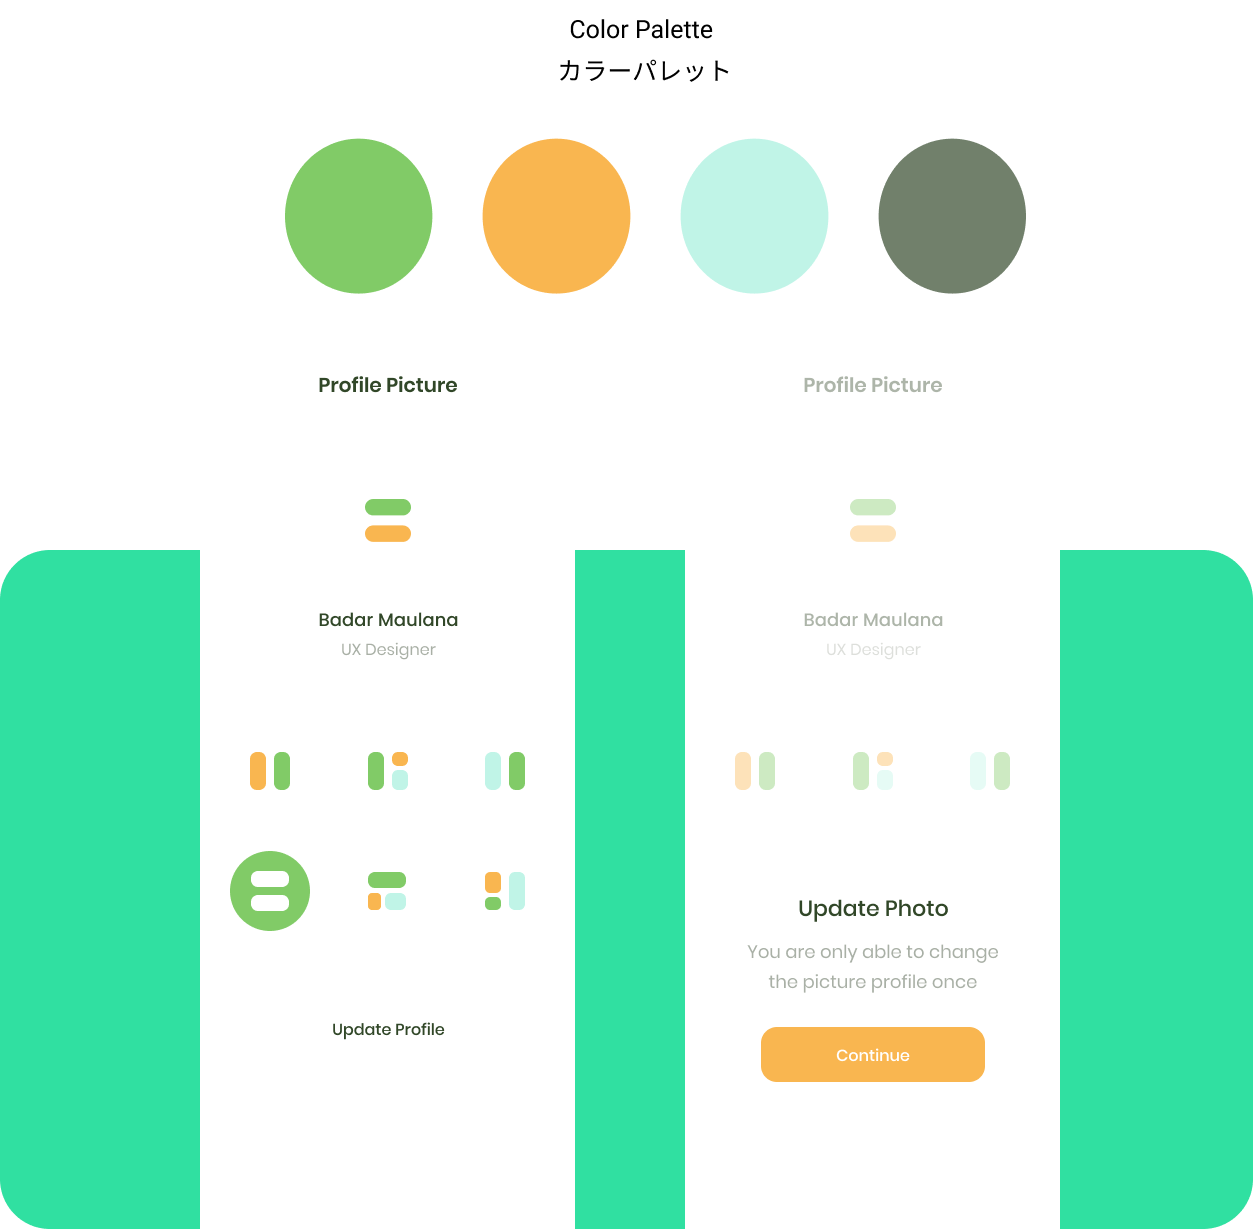 Color Palette
カラーパレット
Profile Picture
Badar Maulana
UX Designer
Update Profile
Profile Picture
Badar Maulana
UX Designer
Update Photo
You are only able to change
the picture profile once
Continue